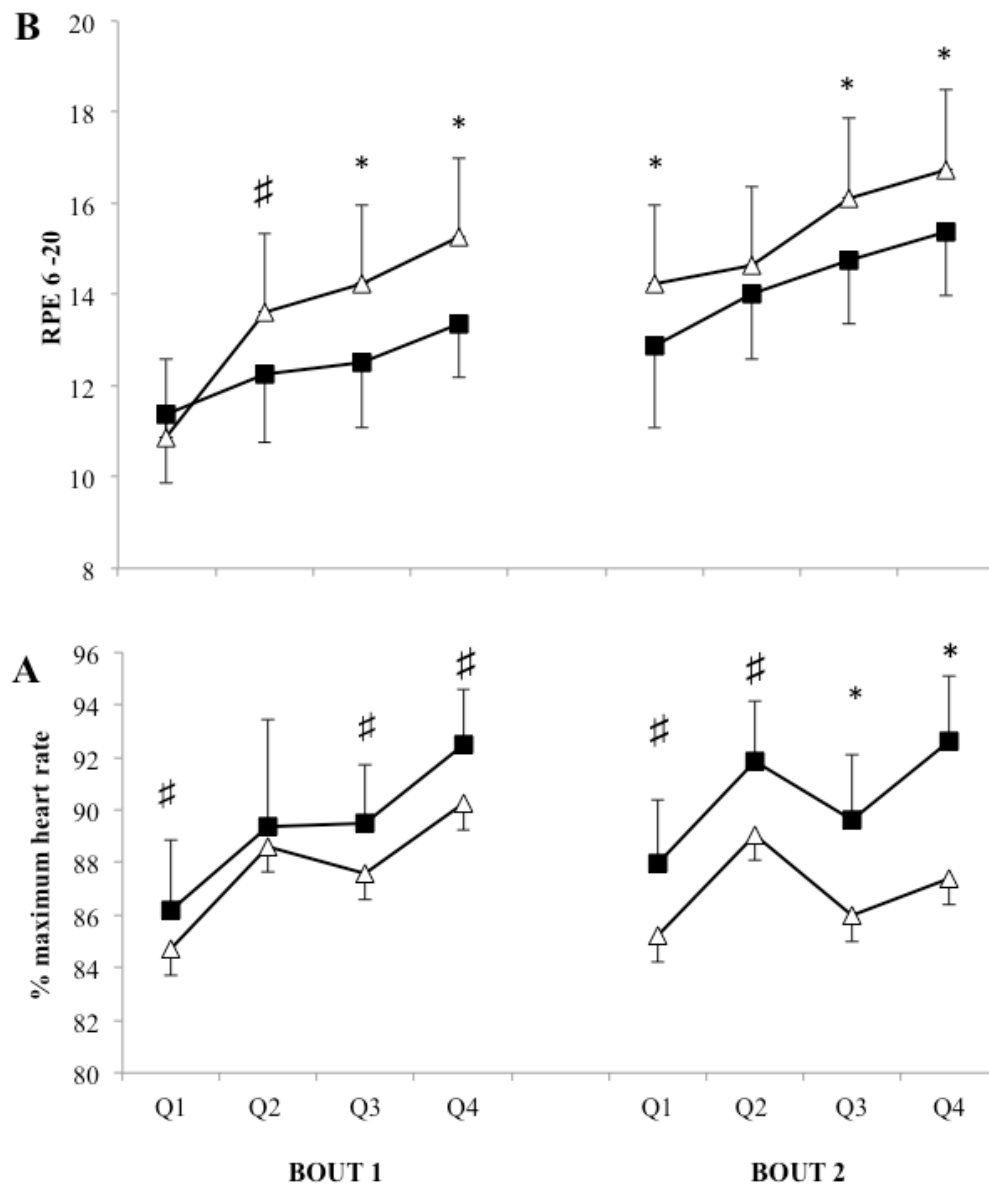 B
20
18
16
14
12
10
8
RPE 6 -20
* * * * *
♯
A
96
94
92
90
88
86
84
82
80
% maximum heart rate
♯ ♯ ♯ ♯ ♯ * *
Q1 Q2 Q3 Q4 Q1 Q2 Q3 Q4
BOUT 1 BOUT 2